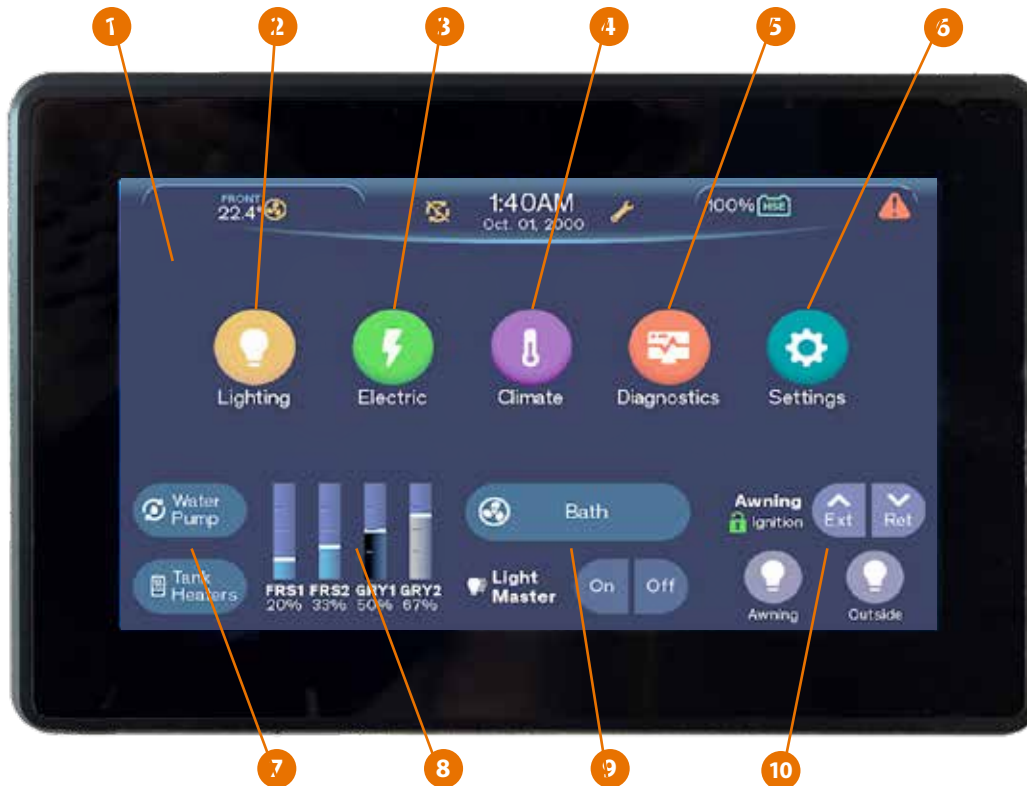 1 2 3 4 5 6
FRONT
22.4°
1:40AM
Oct. 01, 2000
100% HSE
Lighting Electric Climate Diagnostics Settings
Water
Pump
Tank
Heaters
FRS1 FRS2 GRY1 GRY2
20% 33% 50% 67%
Bath
Light
Master
On Off
Awning
Ignition
Ext Ret
Awning Outside
7 8 9 10